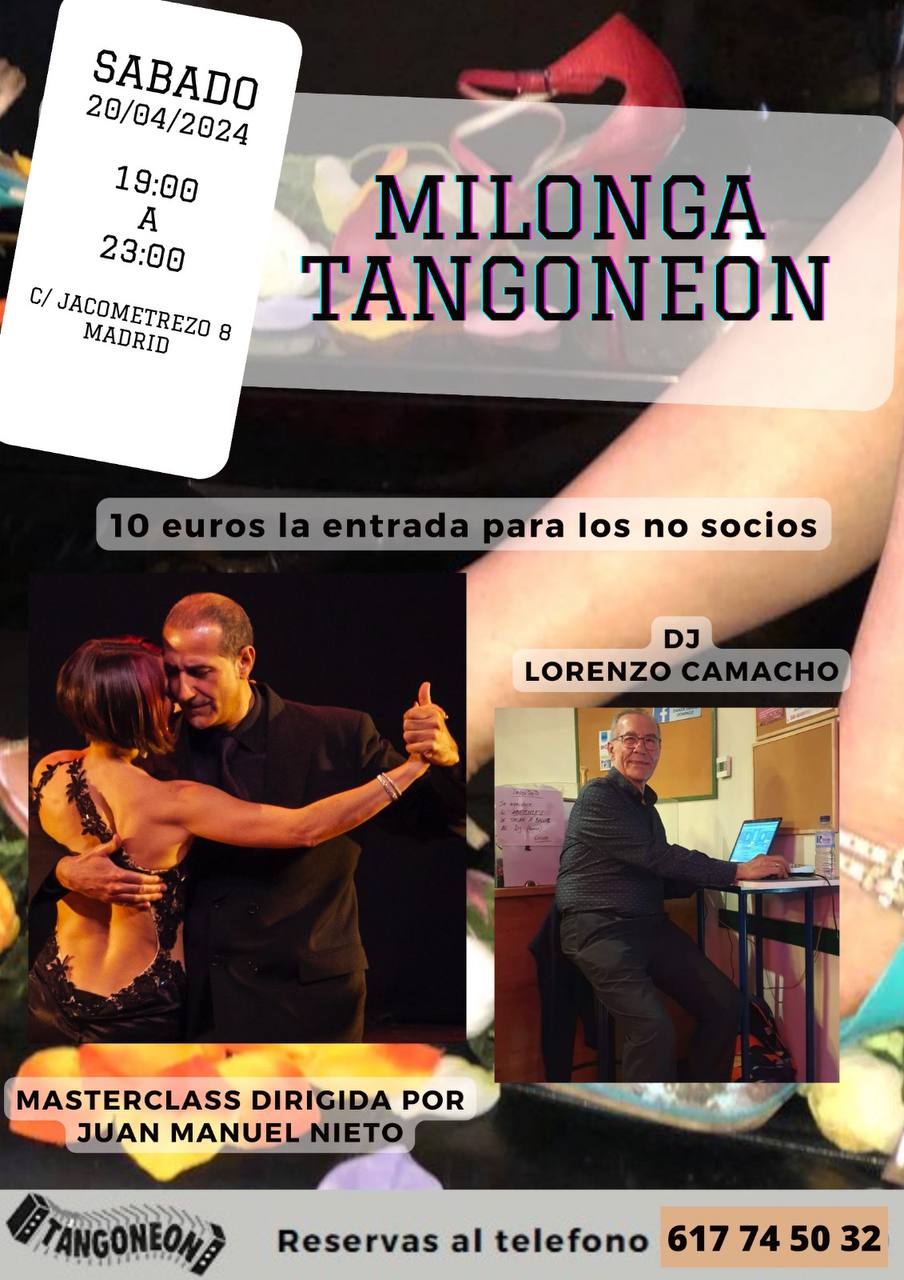 SABADO
20/04/2024
19:00
A
23:00
C/ JACOMETREZO 8
MADRID
MILONGA
TANGONEON
10 euros la entrada para los no socios
DJ
LORENZO CAMACHO
MASTERCLASS DIRIGIDA POR
JUAN MANUEL NIETO
TANGONEON
Reservas al telefono 617 74 50 32